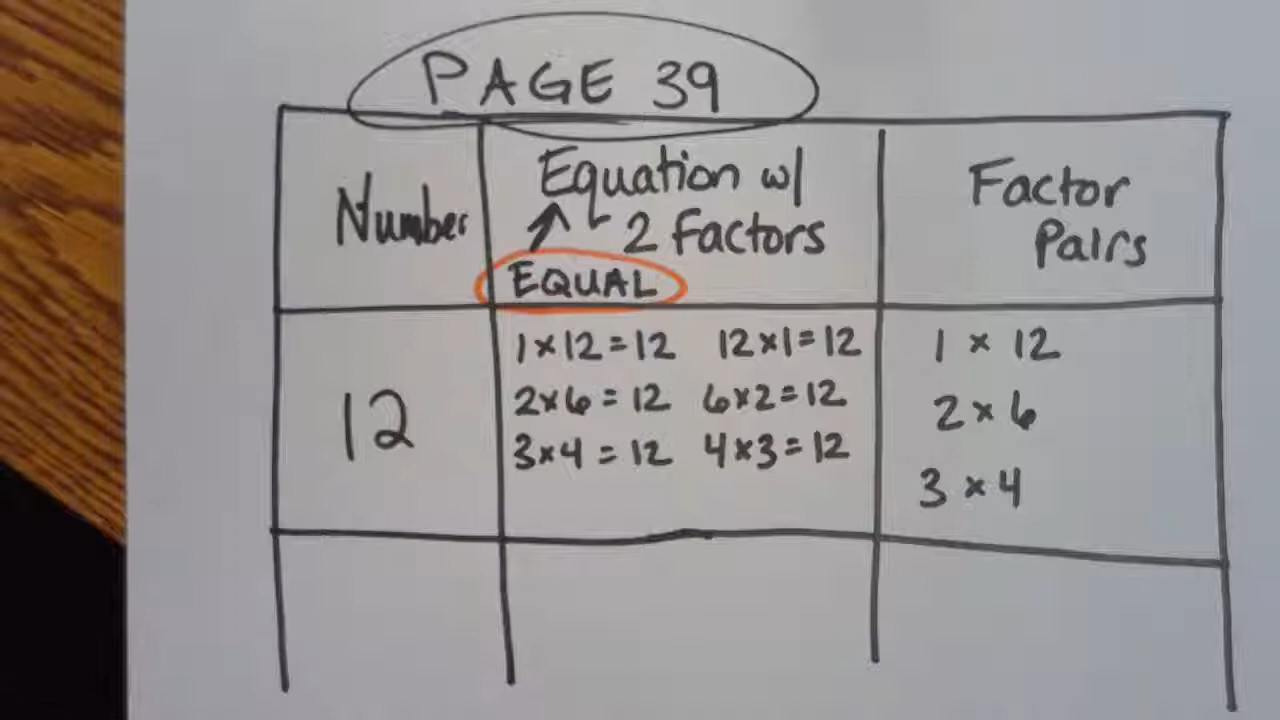 PAGE 39
Number
Equation w/
2 Factors
EQUAL
Factor
Pairs
12
1 × 12 = 12 12 × 1 = 12
2 × 6 = 12 6 × 2 = 12
3 × 4 = 12 4 × 3 = 12
1 × 12
2 × 6
3 × 4